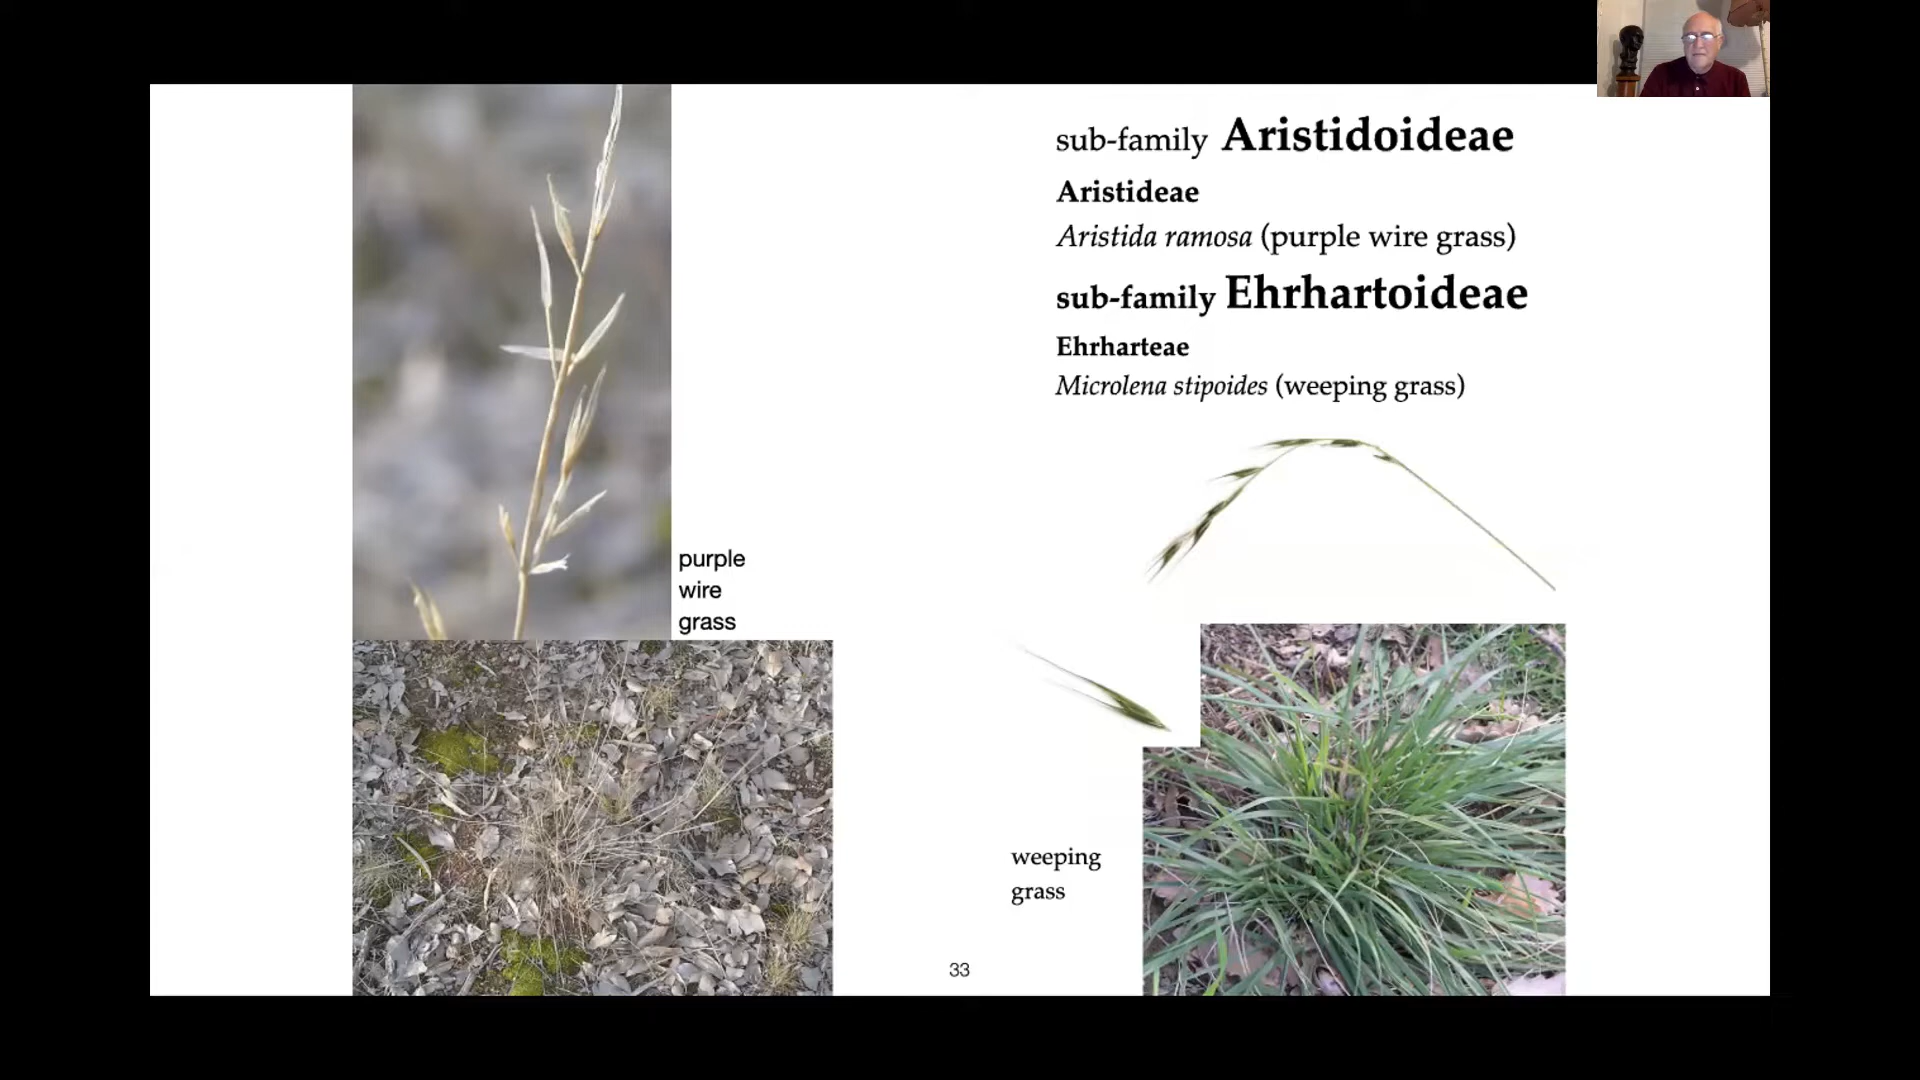 sub-family Aristidoideae
Aristideae
Aristida ramosa (purple wire grass)
sub-family Ehrhartoideae
Ehrharteae
Microlena stipoides (weeping grass)
purple
wire
grass
weeping
grass
33